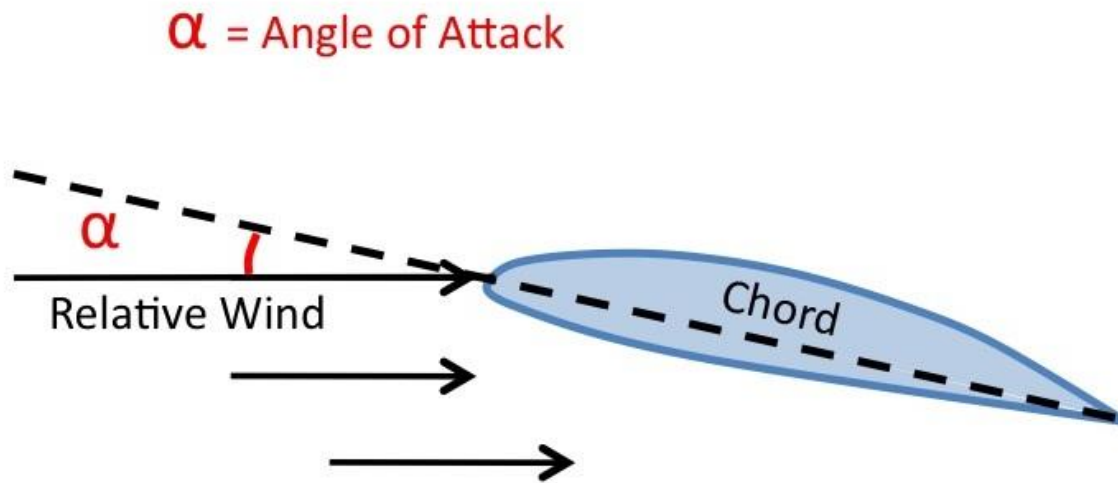 α = Angle of Attack
α
Relative Wind
Chord